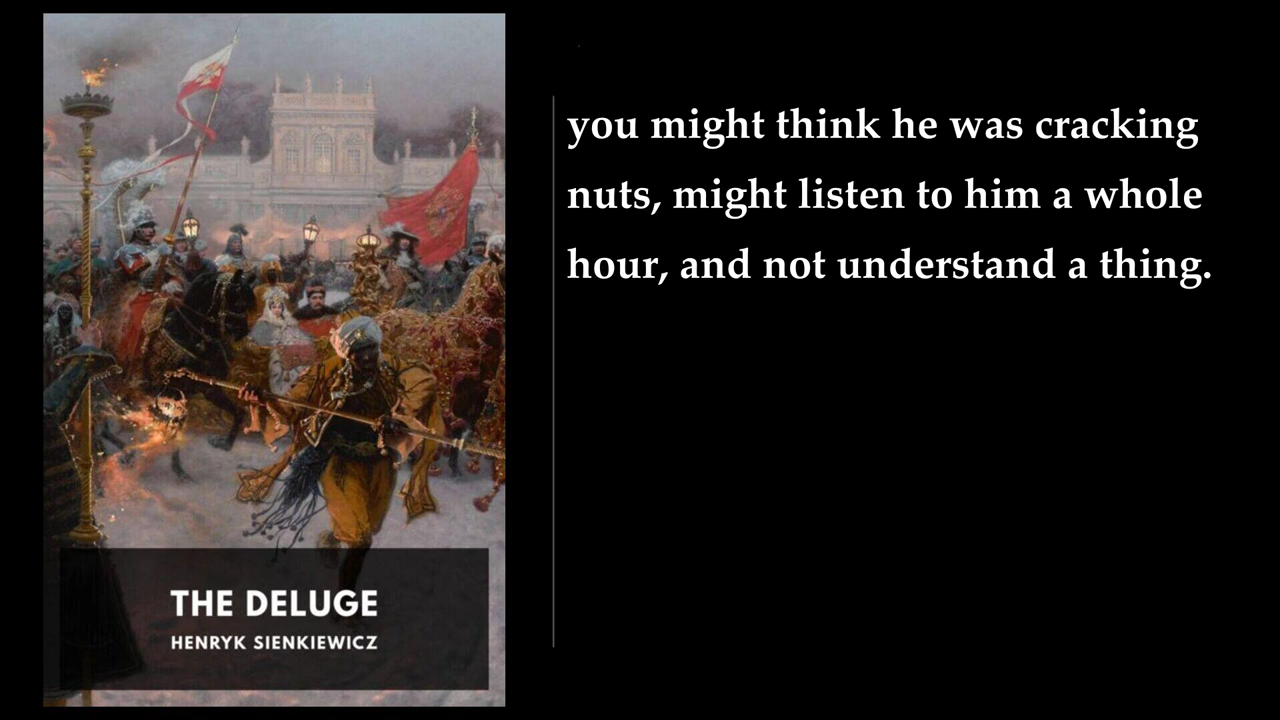 you might think he was cracking
nuts, might listen to him a whole
hour, and not understand a thing.
THE DELUGE
HENRYK SIENKIEWICZ